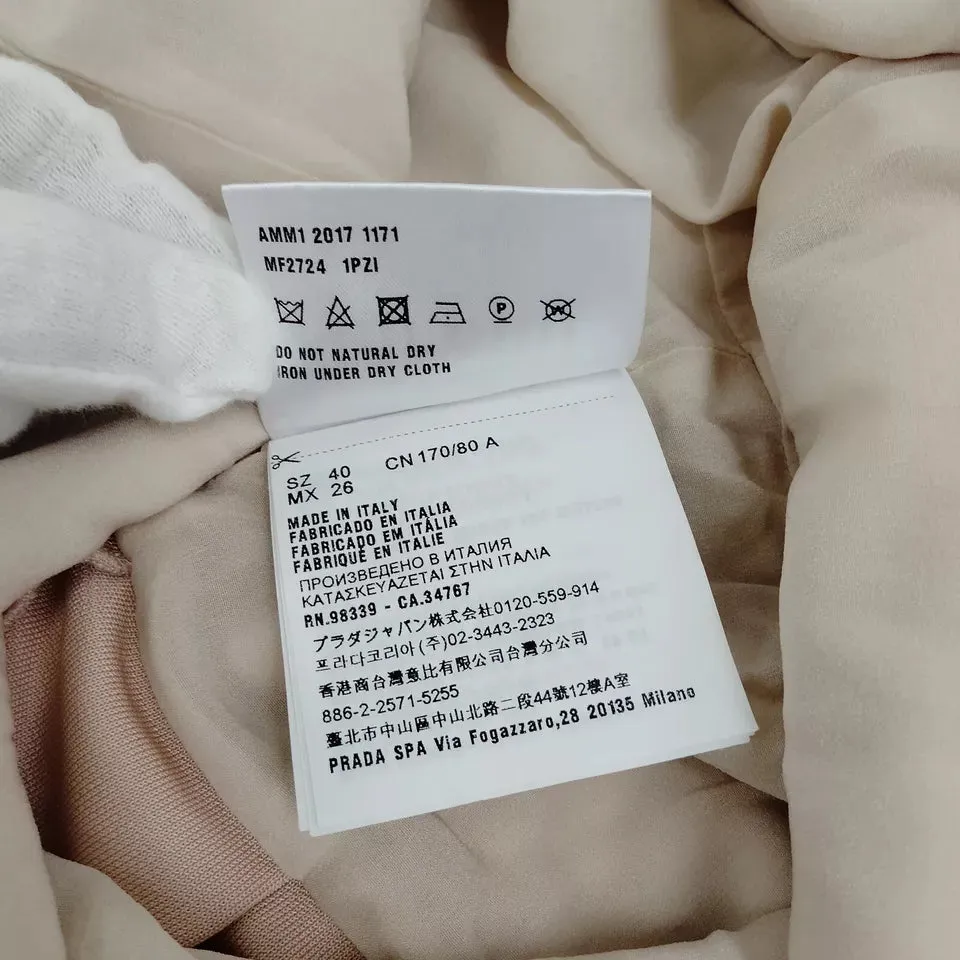 AMM1 2017 1171
MF2724 1PZI
P
W
DO NOT NATURAL DRY
IRON UNDER DRY CLOTH
SZ 40 CN 170/80 A
MX 26
MADE IN ITALY
FABRICADO EN ITALIA
FABRICADO EM ITÁLIA
FABRIQUÉ EN ITALIE
ПРОИЗВЕДЕНО В ИТАЛИЯ
ΚΑΤΑΣΚΕΥΑΖΕΤΑΙ ΣΤΗΝ ΙΤΑΛΙΑ
RN.98339 - CA.34767
プラダジャパン株式会社0120-559-914
프라다코리아(주)02-3443-2323
香港商台灣意比有限公司台灣分公司
886-2-2571-5255
臺北市中山區中山北路二段44號12樓A室
PRADA SPA Via Fogazzaro,28 20135 Milano